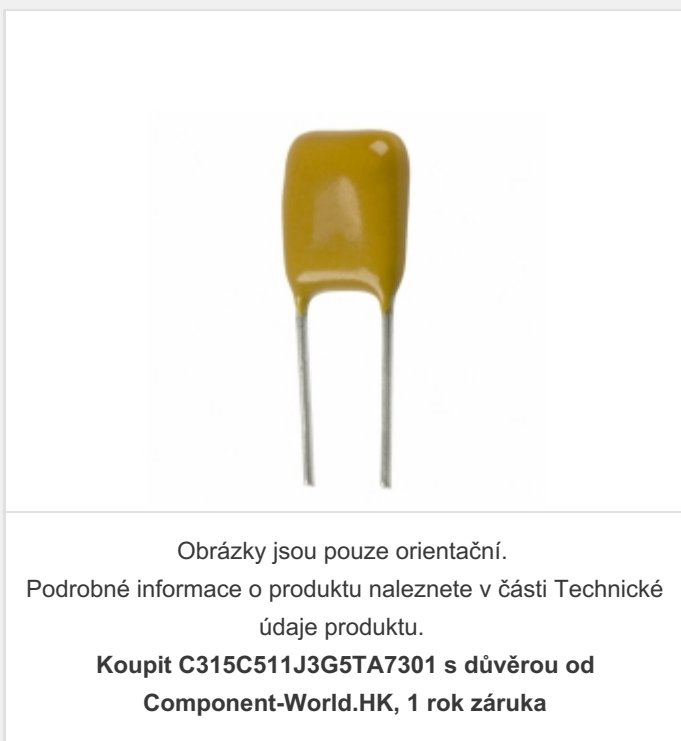 Obrázky jsou pouze orientační.
Podrobné informace o produktu naleznete v části Technické
údaje produktu.
Koupit C315C511J3G5TA7301 s důvěrou od
Component-World.HK, 1 rok záruka